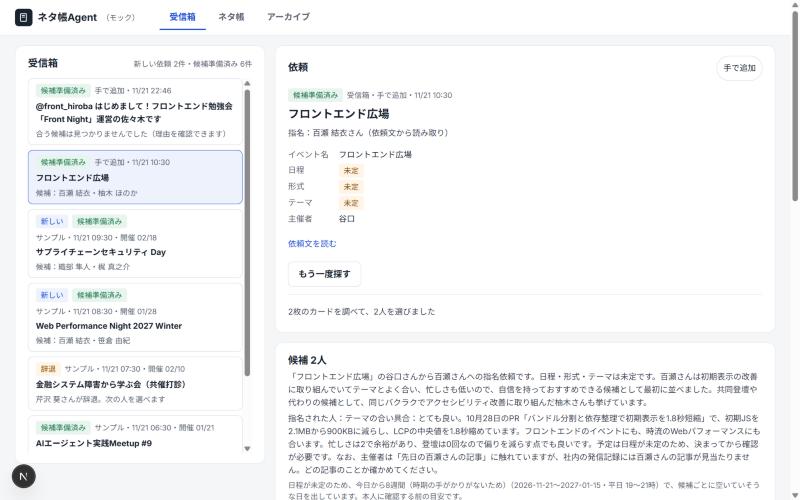 ネタ帳Agent （モック） 受信箱 ネタ帳 アーカイブ
受信箱 新しい依頼 2件・候補準備済み 6件
候補準備済み 手で追加・11/21 22:46
@front_hiroba はじめまして！フロントエンド勉強会
「Front Night」運営の佐々木です
合う候補は見つかりませんでした（理由を確認できます）
候補準備済み 手で追加・11/21 10:30
フロントエンド広場
候補：百瀬 結衣・柚木 ほのか
新しい 候補準備済み
サンプル・11/21 09:30・開催 02/18
サプライチェーンセキュリティ Day
候補：織部 隼人・梶 真之介
新しい 候補準備済み
サンプル・11/21 08:30・開催 01/28
Web Performance Night 2027 Winter
候補：百瀬 結衣・笹倉 由紀
辞退 サンプル・11/21 07:30・開催 02/10
金融システム障害から学ぶ会（共催打診）
芹沢 葵さんが辞退。次の人を選べます
候補準備済み サンプル・11/21 06:30・開催 01/21
AIエージェント実践Meetup #9
N
依頼
手で追加
候補準備済み 受信箱・手で追加・11/21 10:30
フロントエンド広場
指名：百瀬 結衣さん（依頼文から読み取り）
イベント名 フロントエンド広場
日程 未定
形式 未定
テーマ 未定
主催者 谷口
依頼文を読む
もう一度探す
2枚のカードを調べて、2人を選びました
候補 2人
「フロントエンド広場」の谷口さんから百瀬さんへの指名依頼です。日程・形式・テーマは未定です。百瀬さんは初期表示の改善
に取り組んでいてテーマとよく合い、忙しさも低いので、自信を持っておすすめできる候補として最初に並べました。共同登壇や
代わりの候補として、同じバクラクでアクセシビリティ改善に取り組んだ柚木さんも挙げています。
指名された人：テーマの合い具合：とても良い。10月28日のPR「バンドル分割と依存整理で初期表示を1.8秒短縮」で、初期JSを
2.1MBから900KBに減らし、LCPの中央値を1.8秒縮めています。フロントエンドのイベントにも、時流のWebパフォーマンスにも
合います。忙しさは2で余裕があり、登壇は0回なので偏りを減らす点でも良いです。予定は日程が未定のため、決まってから確認
が必要です。なお、主催者は「先日の百瀬さんの記事」に触れていますが、社内の発信記録には百瀬さんの記事が見当たりませ
ん。どの記事のことか確かめてください。
日程が未定のため、今日から8週間（時期の手がかりがないため）（2026-11-21〜2027-01-15・平日 19〜21時）で、候補ごとに空いていそう
な日を出しています。本人に確認する前の目安です。